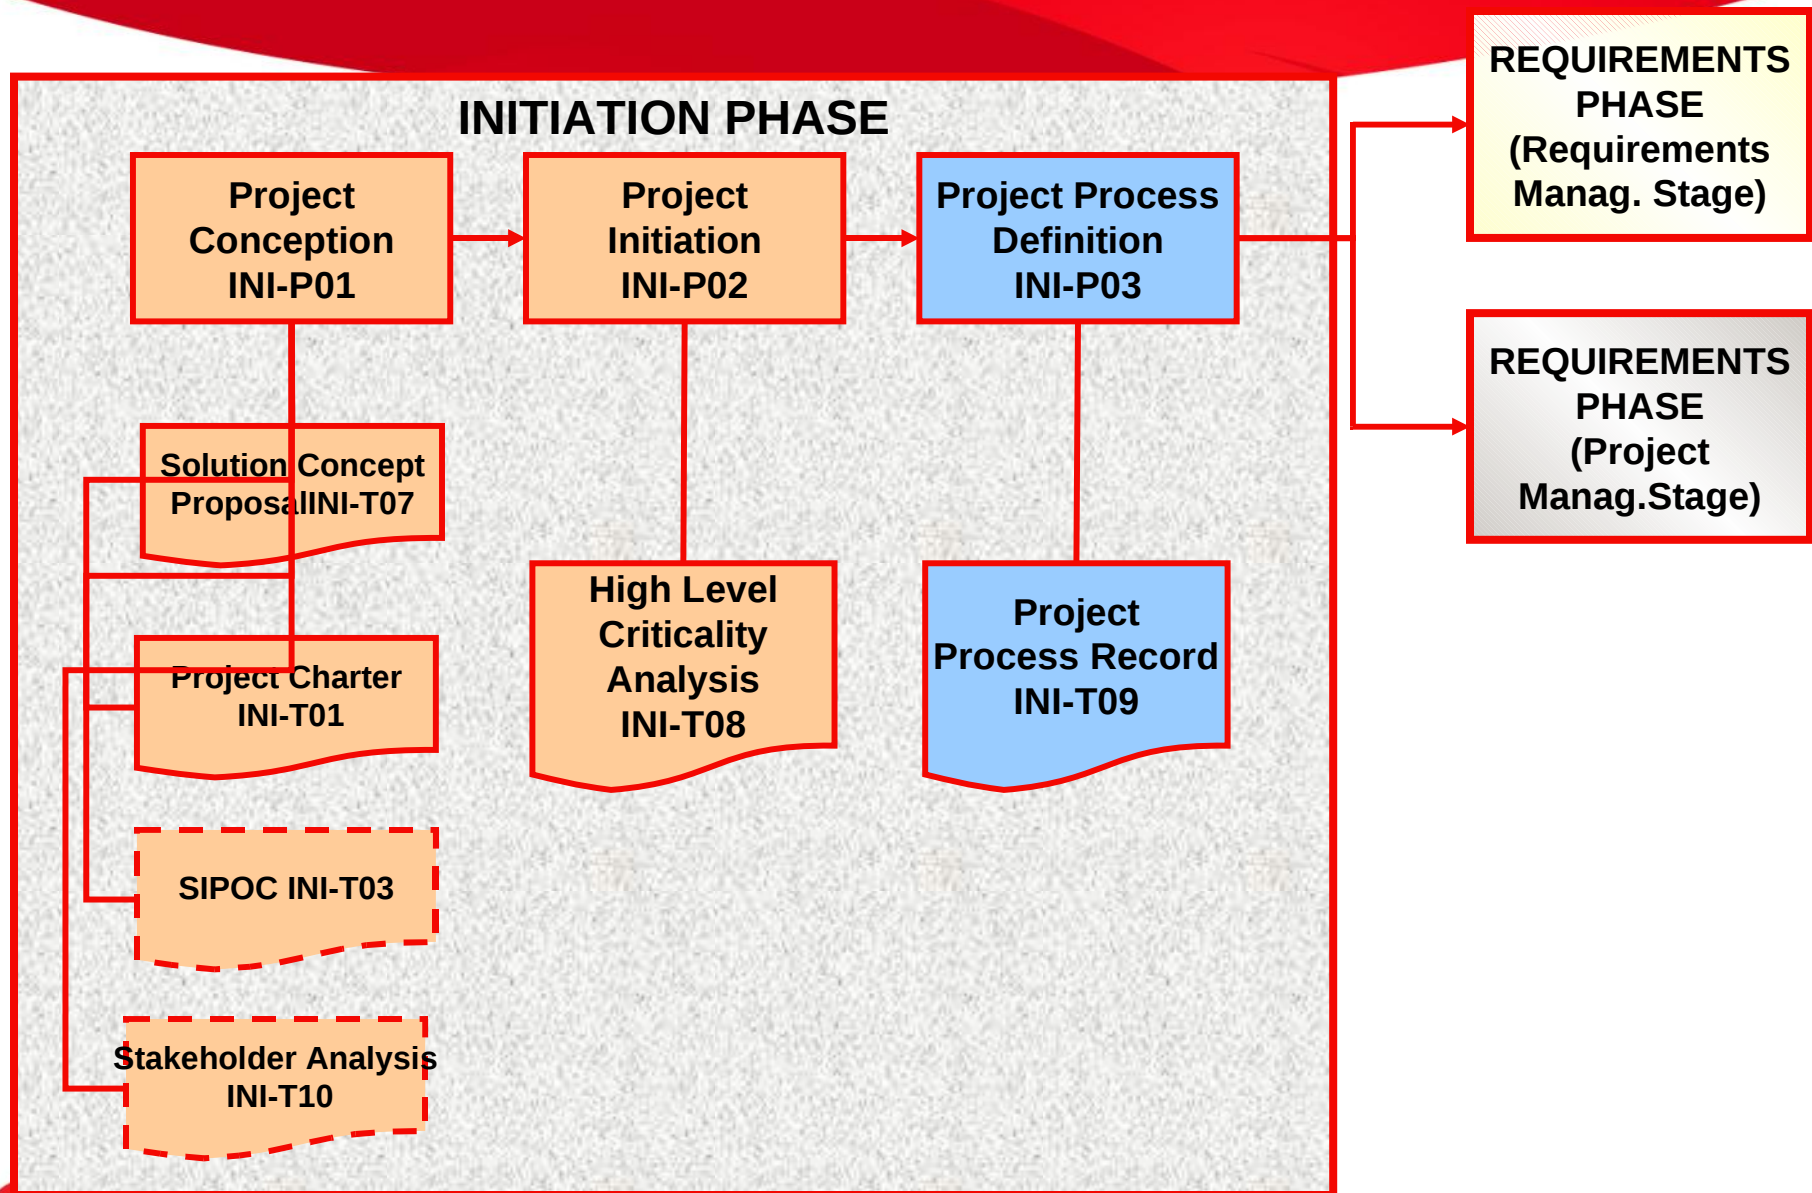 INITIATION PHASE
Project
Conception
INI-P01
Project
Initiation
INI-P02
Project Process
Definition
INI-P03
REQUIREMENTS
PHASE
(Requirements
Manag. Stage)
REQUIREMENTS
PHASE
(Project
Manag.Stage)
Solution Concept
ProposalINI-T07
Project Charter
INI-T01
SIPOC INI-T03
Stakeholder Analysis
INI-T10
High Level
Criticality
Analysis
INI-T08
Project
Process Record
INI-T09